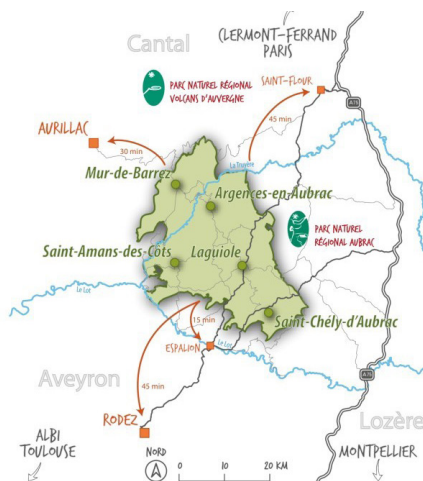 Cantal
CLERMONT-FERRAND
PARIS
PARC NATUREL RÉGIONAL
VOLCANS D'AUVERGNE
SAINT-FLOUR
45 min
AURILLAC
30 min
La Truyère
Mur-de-Barrez
Argences-en-Aubrac
PARC NATUREL
RÉGIONAL AUBRAC
Saint-Amans-des-Côts
Laguiole
Le Lot
15 min
Saint-Chély-d'Aubrac
ESPALION
Le Lot
Aveyron
45 min
RODEZ
Lozère
ALBI
TOULOUSE
NORD
0 10 20 KM
MONTPELLIER